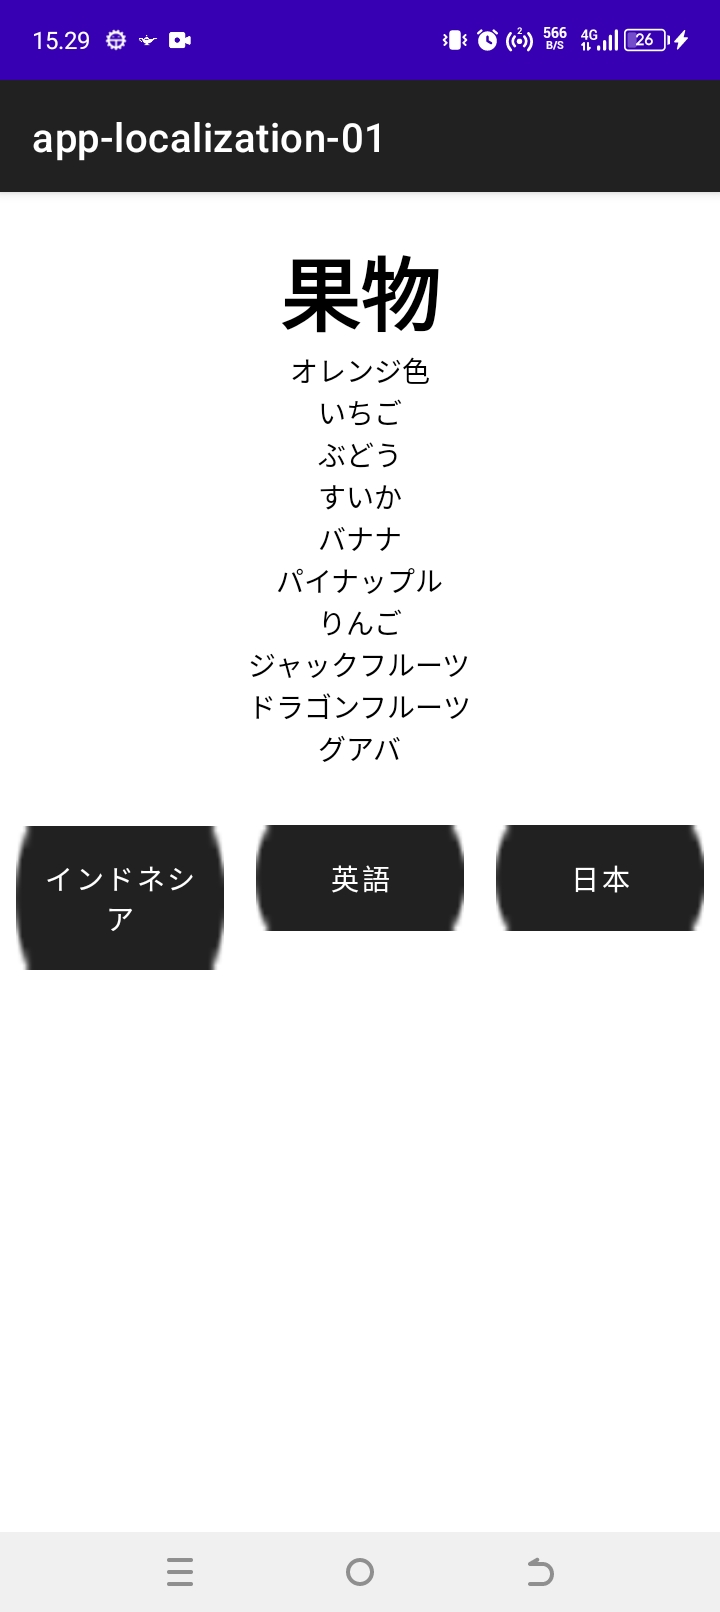 15.29
2
566
B/S
4G
26
app-localization-01
果物
オレンジ色
いちご
ぶどう
すいか
バナナ
パイナップル
りんご
ジャックフルーツ
ドラゴンフルーツ
グアバ
インドネシ
ア
英語
日本